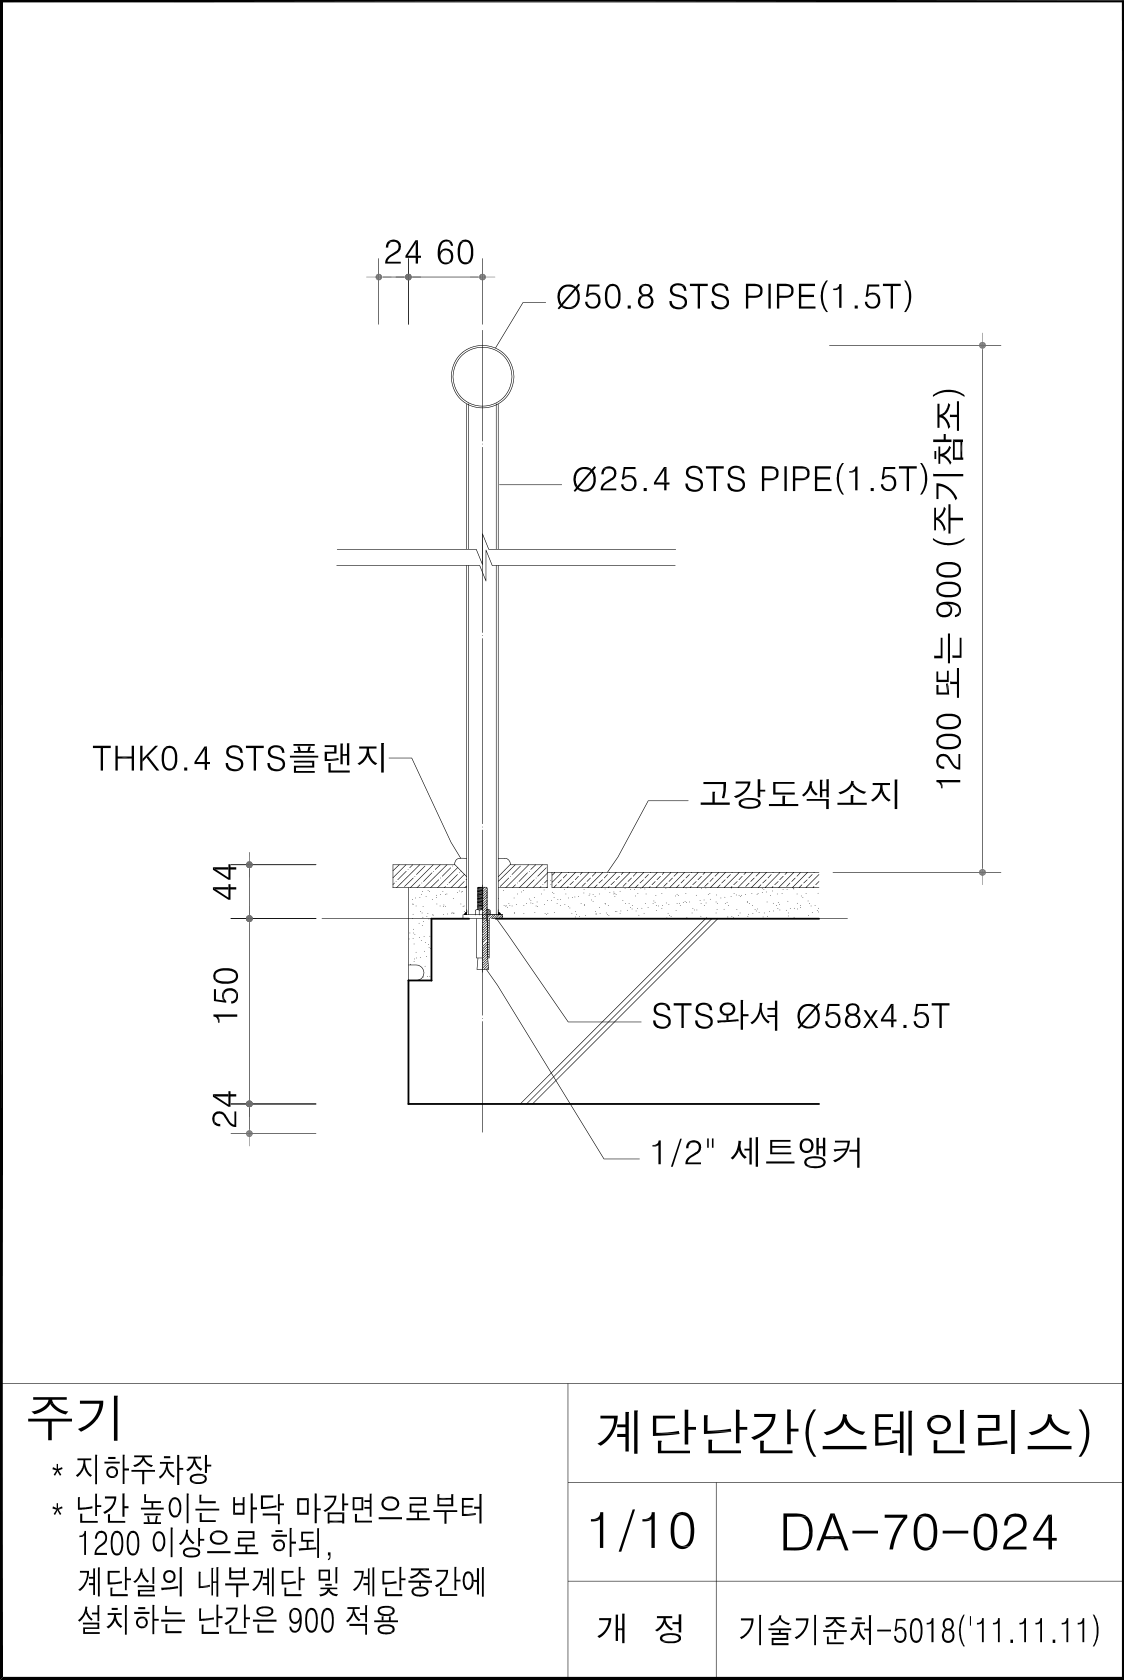 24 60
Ø50.8 STS PIPE(1.5T)
Ø25.4 STS PIPE(1.5T)
1200 또는 900 (주기참조)
THK0.4 STS플랜지
고강도색소지
44
150
24
STS와셔 Ø58x4.5T
1/2" 세트앵커
주기
* 지하주차장
* 난간 높이는 바닥 마감면으로부터
1200 이상으로 하되,
계단실의 내부계단 및 계단중간에
설치하는 난간은 900 적용
계단난간(스테인리스)
1/10
DA-70-024
개 정
기술기준처-5018('11.11.11)